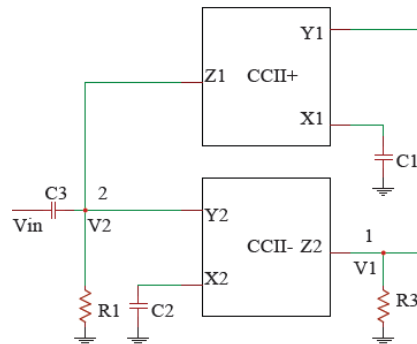 Y1
Z1 CCII+
X1
C1
C3 2
Vin V2
Y2
CCII- Z2 1
V1
X2
R1 C2 R3